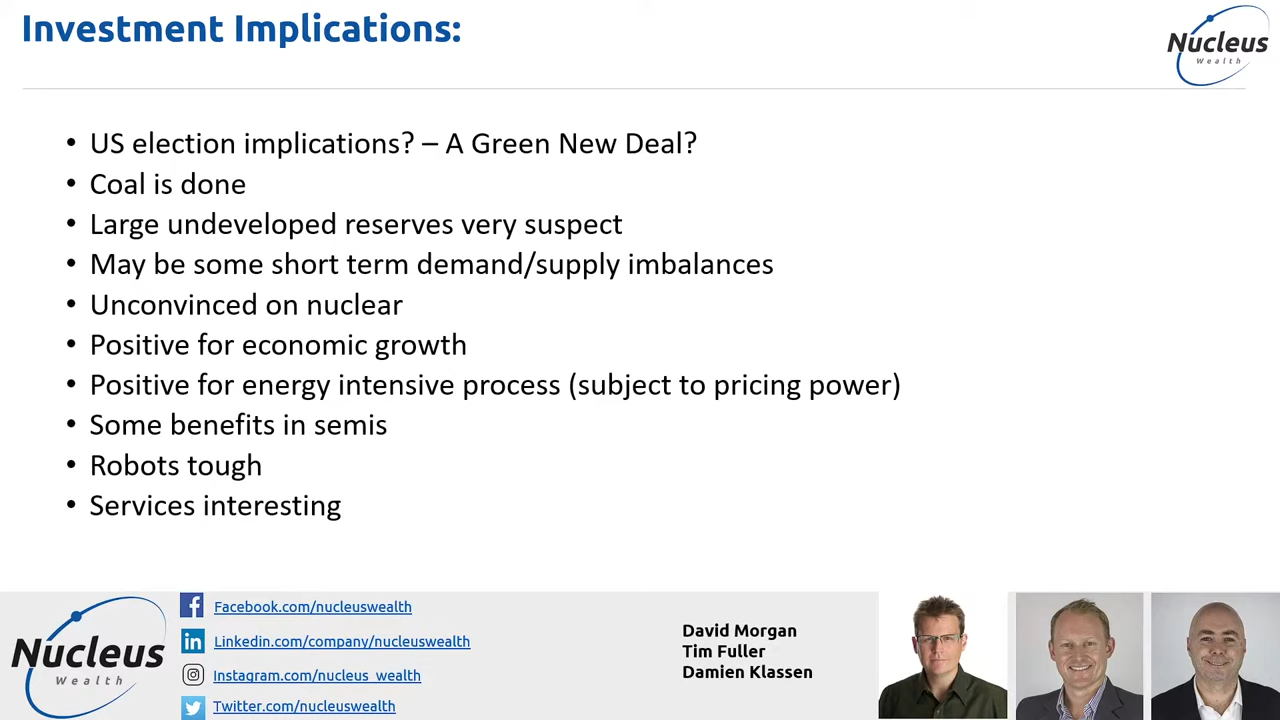 Investment Implications:
Nucleus
Wealth
• US election implications? – A Green New Deal?
• Coal is done
• Large undeveloped reserves very suspect
• May be some short term demand/supply imbalances
• Unconvinced on nuclear
• Positive for economic growth
• Positive for energy intensive process (subject to pricing power)
• Some benefits in semis
• Robots tough
• Services interesting
Nucleus
Wealth
Facebook.com/nucleuswealth
Linkedin.com/company/nucleuswealth
Instagram.com/nucleus_wealth
Twitter.com/nucleuswealth
David Morgan
Tim Fuller
Damien Klassen